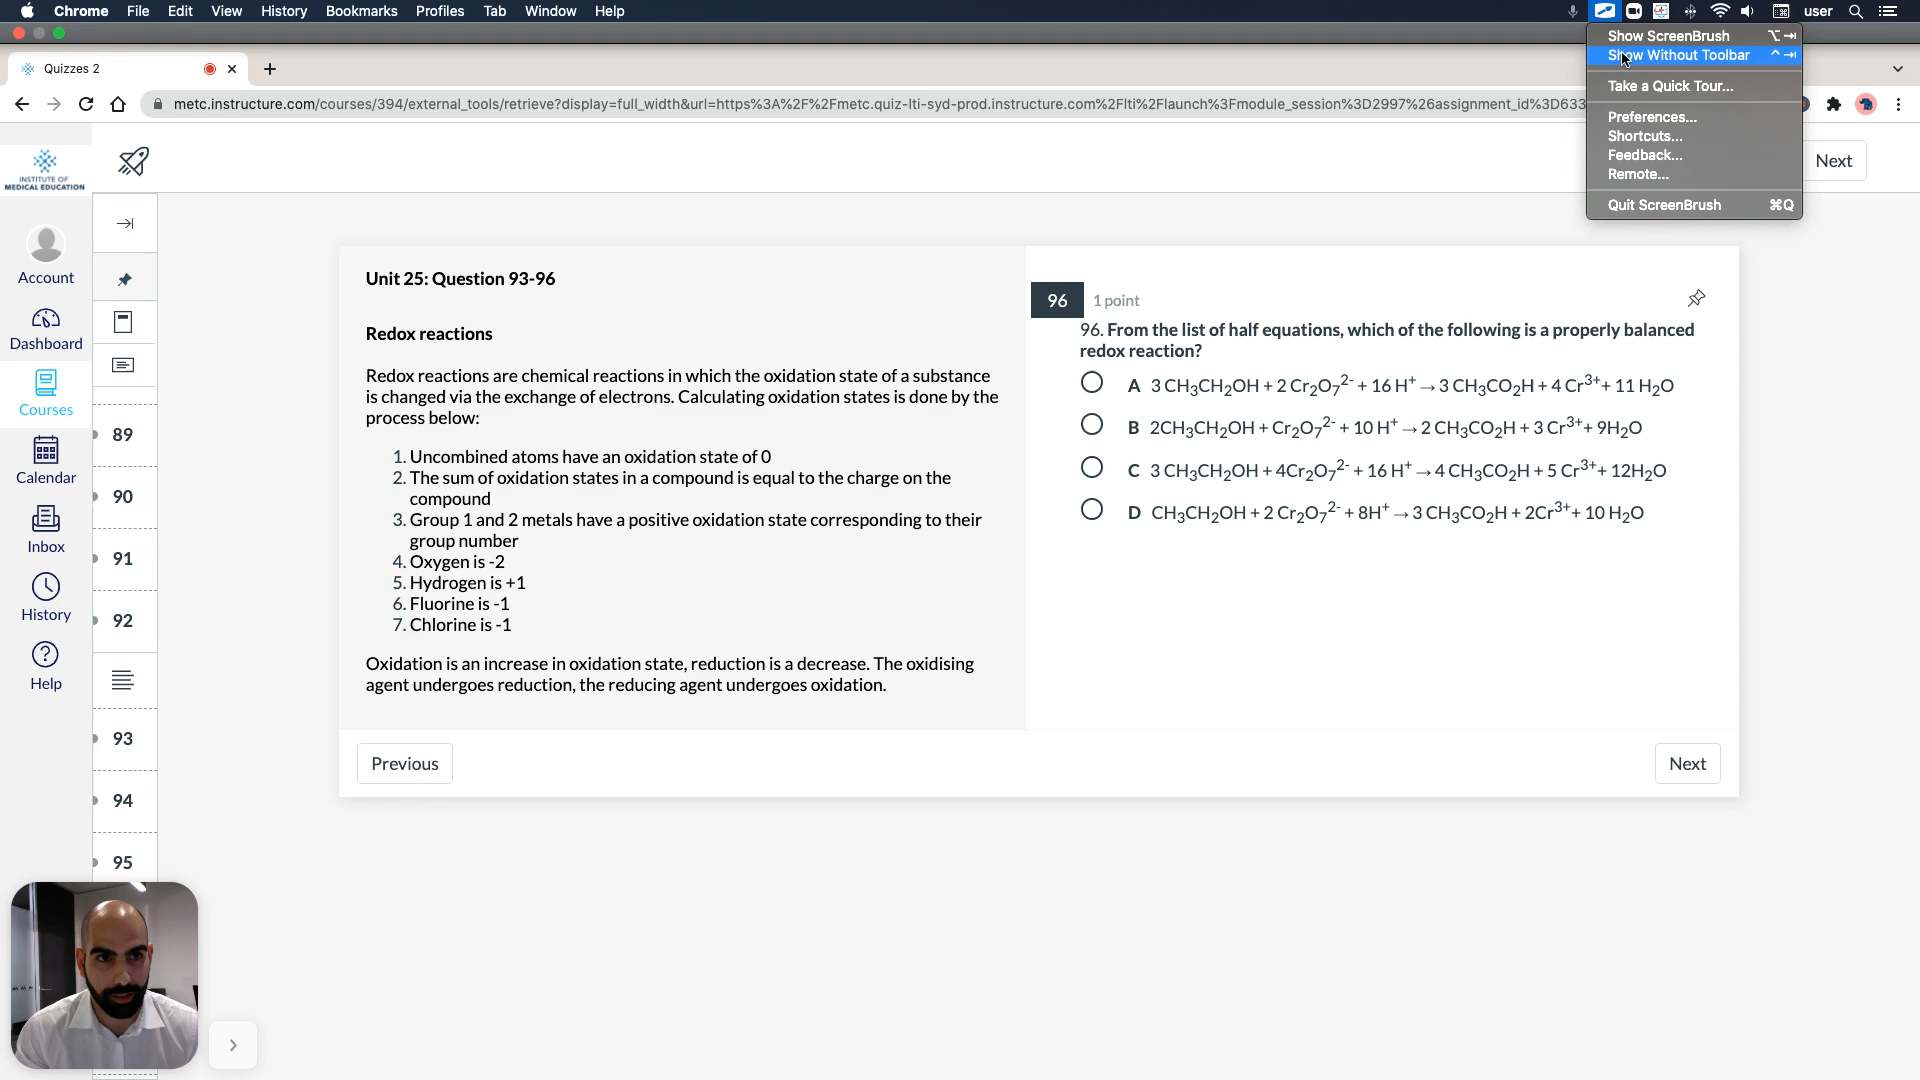 Chrome File Edit View History Bookmarks Profiles Tab Window Help user
Show ScreenBrush ⌥⇥
Show Without Toolbar ⌃⇥
Take a Quick Tour...
Preferences...
Shortcuts...
Feedback...
Remote...
Quit ScreenBrush ⌘Q
Quizzes 2
metc.instructure.com/courses/394/external_tools/retrieve?display=full_width&url=https%3A%2F%2Fmetc.quiz-lti-syd-prod.instructure.com%2Flti%2Flaunch%3Fmodule_session%3D2997%26assignment_id%3D633
INSTITUTE OF
MEDICAL EDUCATION
Next
Account
Dashboard
Courses
Calendar
Inbox
History
Help
89
90
91
92
93
94
95
Unit 25: Question 93-96
Redox reactions
Redox reactions are chemical reactions in which the oxidation state of a substance
is changed via the exchange of electrons. Calculating oxidation states is done by the
process below:
1. Uncombined atoms have an oxidation state of 0
2. The sum of oxidation states in a compound is equal to the charge on the
compound
3. Group 1 and 2 metals have a positive oxidation state corresponding to their
group number
4. Oxygen is -2
5. Hydrogen is +1
6. Fluorine is -1
7. Chlorine is -1
Oxidation is an increase in oxidation state, reduction is a decrease. The oxidising
agent undergoes reduction, the reducing agent undergoes oxidation.
96 1 point
96. From the list of half equations, which of the following is a properly balanced
redox reaction?
A 3 CH₃CH₂OH + 2 Cr₂O₇²⁻ + 16 H⁺ → 3 CH₃CO₂H + 4 Cr³⁺ + 11 H₂O
B 2CH₃CH₂OH + Cr₂O₇²⁻ + 10 H⁺ → 2 CH₃CO₂H + 3 Cr³⁺ + 9H₂O
C 3 CH₃CH₂OH + 4Cr₂O₇²⁻ + 16 H⁺ → 4 CH₃CO₂H + 5 Cr³⁺ + 12H₂O
D CH₃CH₂OH + 2 Cr₂O₇²⁻ + 8H⁺ → 3 CH₃CO₂H + 2Cr³⁺ + 10 H₂O
Previous
Next